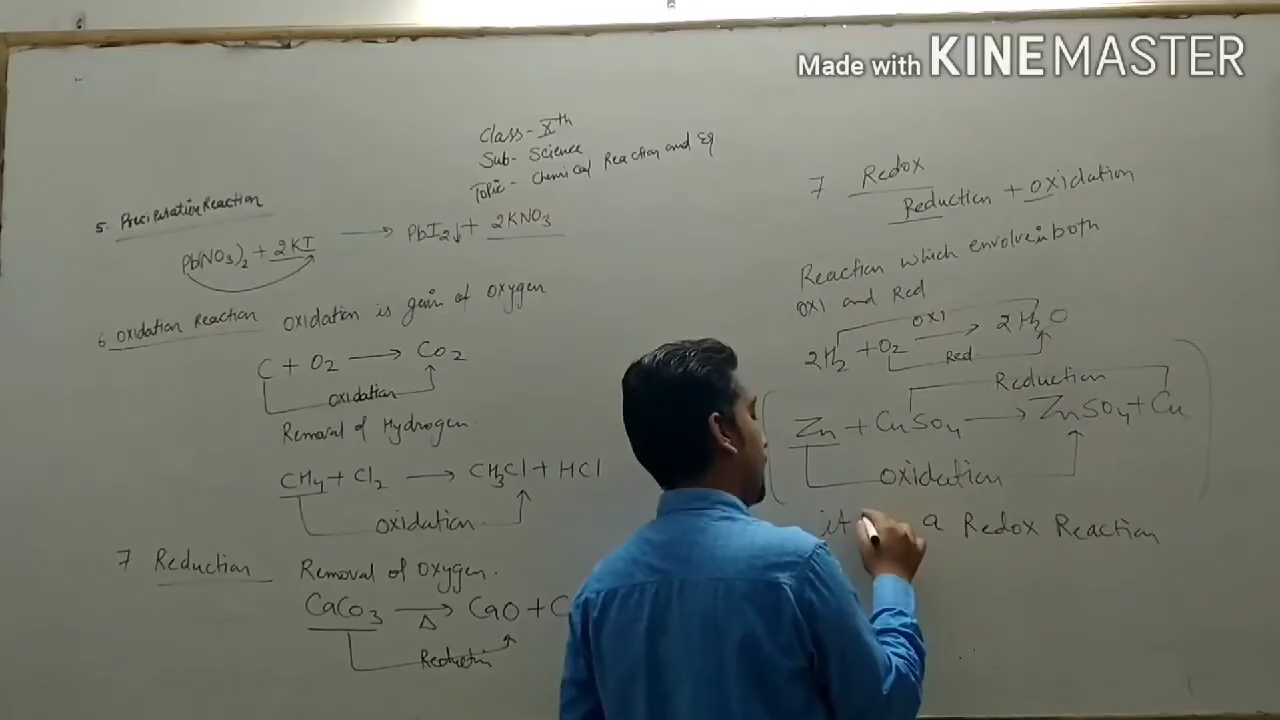 Made with KINEMASTER
Class - Xth
Sub - Science
Topic - Chemical Reaction and Eq
5. Precipitation Reaction
Pb(NO3)2 + 2KI → PbI2↓ + 2KNO3
6 Oxidation Reaction Oxidation is gain of oxygen
C + O2 → CO2
oxidation
Removal of Hydrogen.
CH4 + Cl2 → CH3Cl + HCl
oxidation
7 Reduction Removal of oxygen.
CaCO3 →Δ CaO + C
Reduction
7 Redox
Reduction + oxidation
Reaction which envolve in both
oxi and Red
oxi
2H2 + O2 → 2H2O
Red
Reduction
Zn + CuSO4 → ZnSO4 + Cu
oxidation
it a Redox Reaction